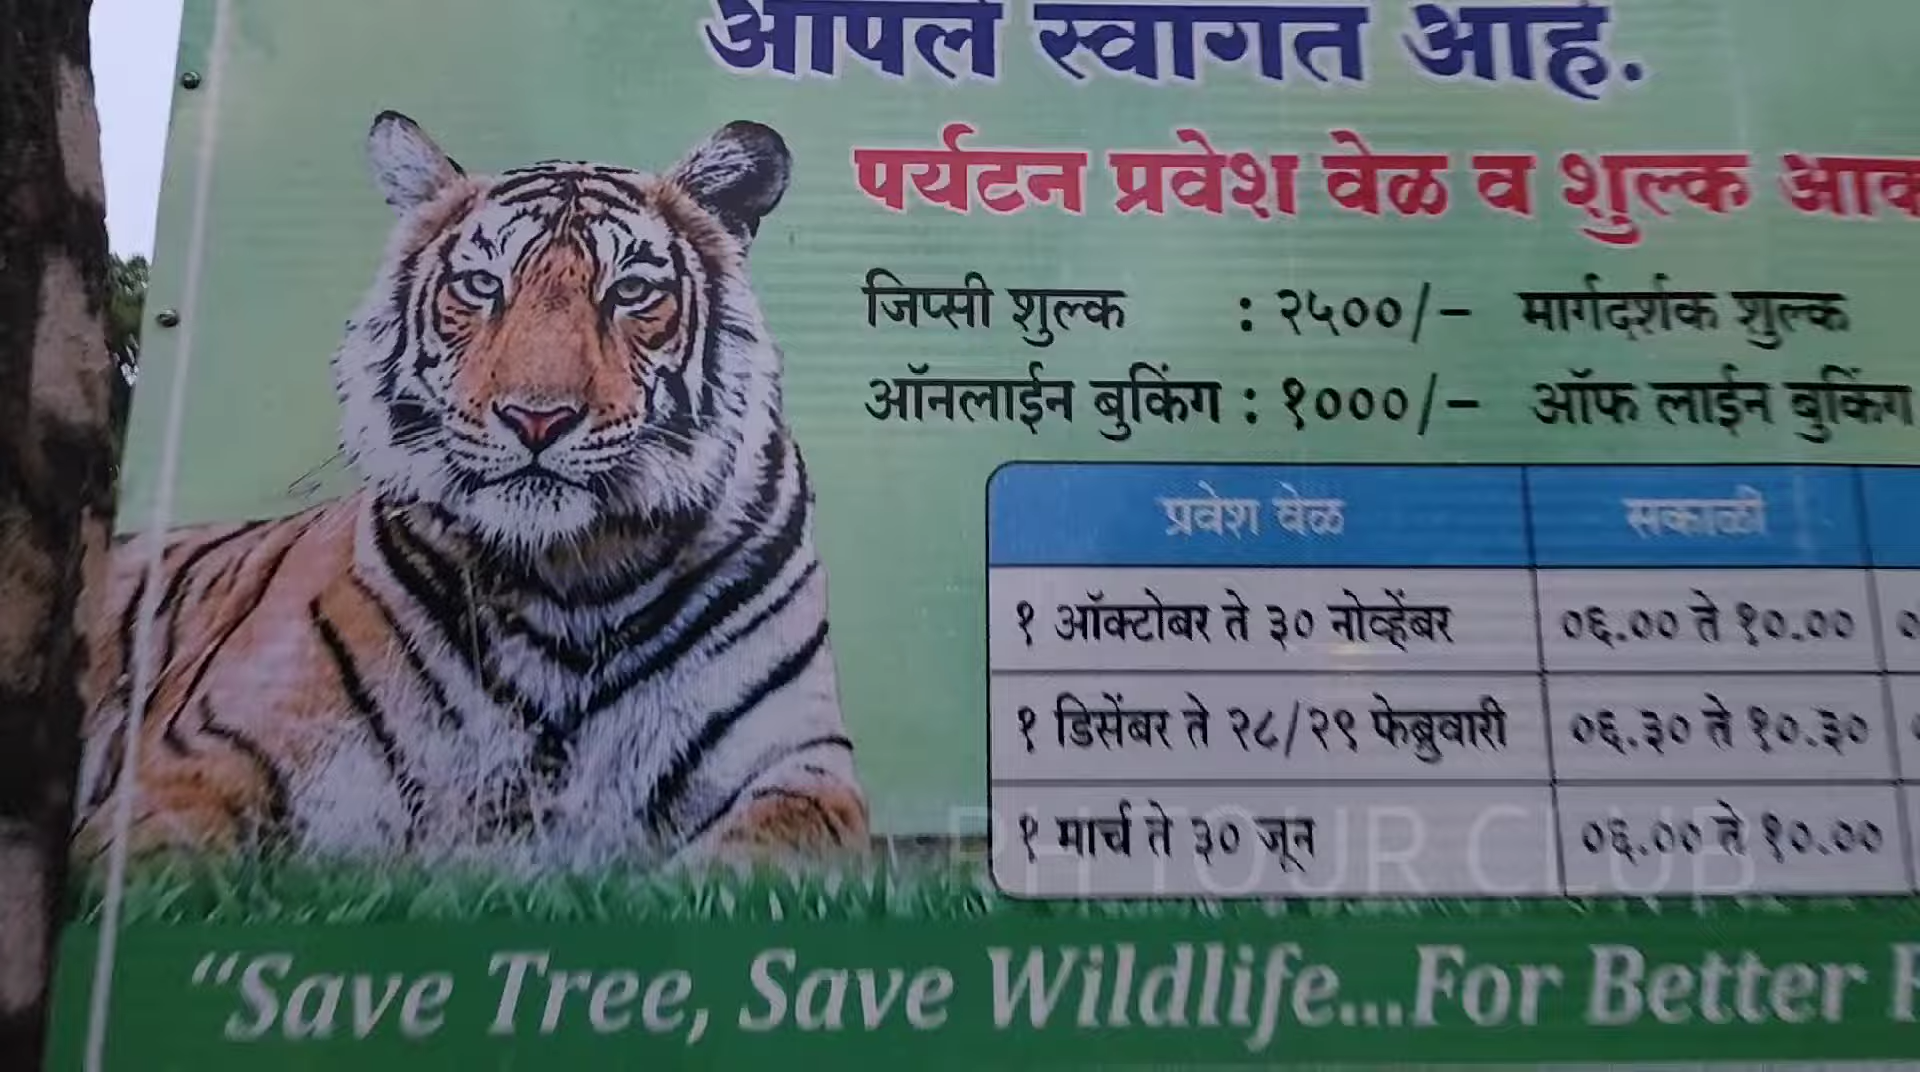 आपले स्वागत आहे.
पर्यटन प्रवेश वेळ व शुल्क
जिप्सी शुल्क : २५००/- मार्गदर्शक शुल्क
ऑनलाईन बुकिंग : १०००/- ऑफ लाईन बुकिंग
प्रवेश वेळ सकाळी
१ ऑक्टोबर ते ३० नोव्हेंबर ०६.०० ते १०.००
१ डिसेंबर ते २८/२९ फेब्रुवारी ०६.३० ते १०.३०
१ मार्च ते ३० जून ०६.०० ते १०.००
TOUR CLUB
“Save Tree, Save Wildlife...For Better